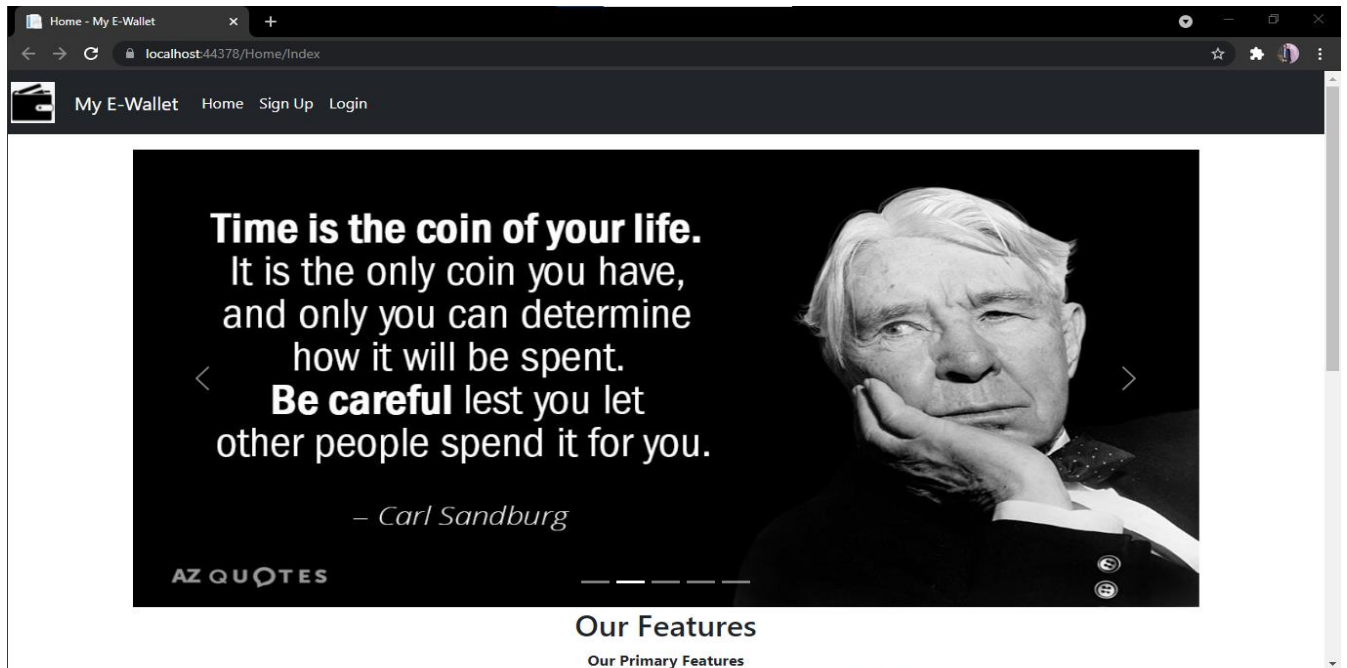 Home - My E-Wallet
localhost:44378/Home/Index
My E-Wallet Home Sign Up Login
Time is the coin of your life.
It is the only coin you have,
and only you can determine
how it will be spent.
Be careful lest you let
other people spend it for you.
– Carl Sandburg
AZ QUOTES
Our Features
Our Primary Features